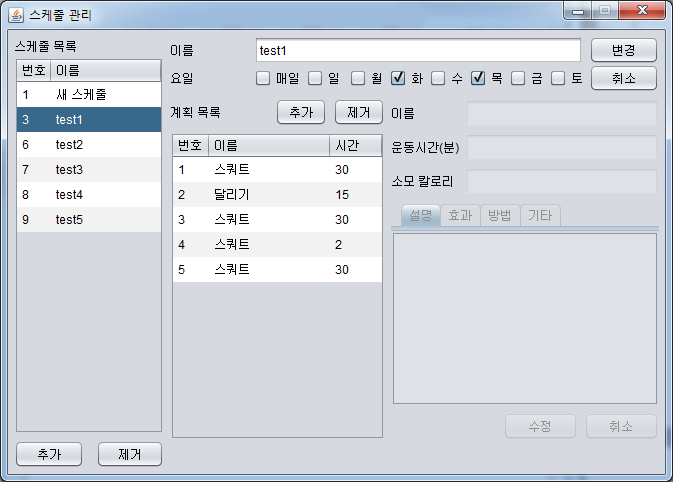 스케줄 관리
스케줄 목록
번호 이름
1 새 스케줄
3 test1
6 test2
7 test3
8 test4
9 test5
추가 제거
이름 test1 변경
요일 매일 일 월 화 수 목 금 토 취소
계획 목록 추가 제거
번호 이름 시간
1 스쿼트 30
2 달리기 15
3 스쿼트 30
4 스쿼트 2
5 스쿼트 30
이름
운동시간(분)
소모 칼로리
설명 효과 방법 기타
수정 취소